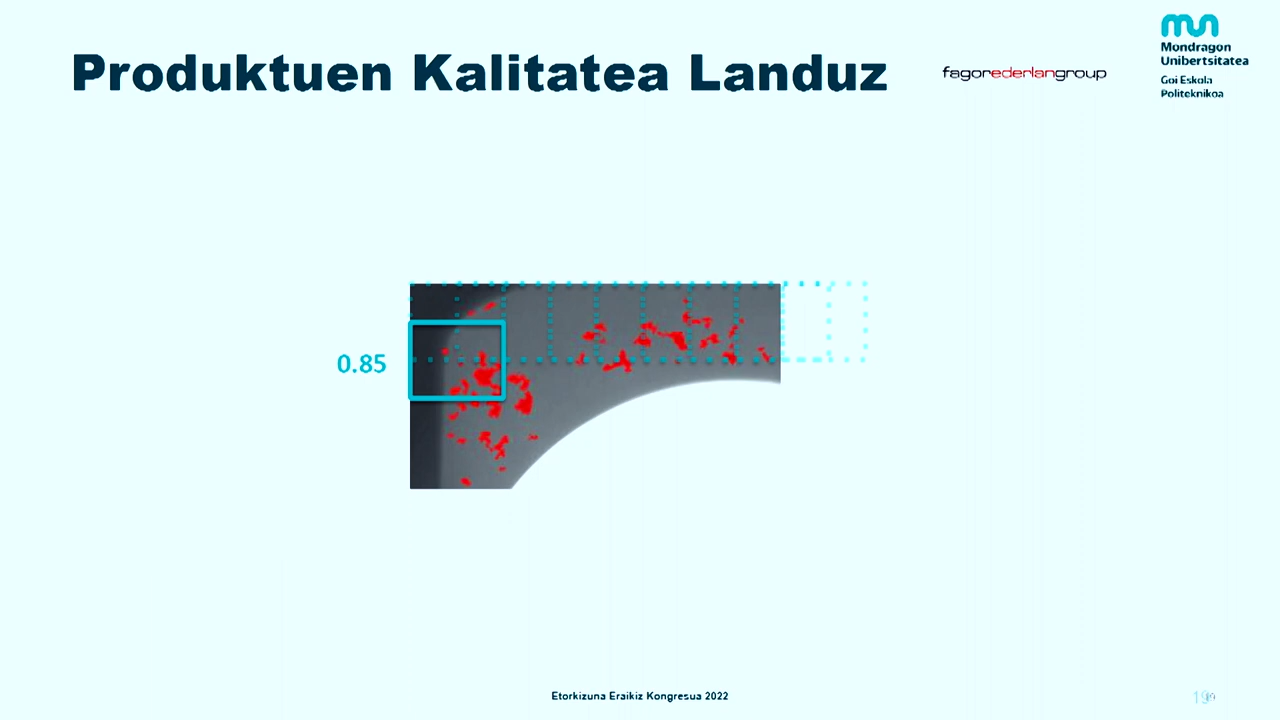 Produktuen Kalitatea Landuz
fagorederlangroup
Mondragon
Unibertsitatea
Goi Eskola
Politeknikoa
0.85
Etorkizuna Eraikiz Kongresua 2022